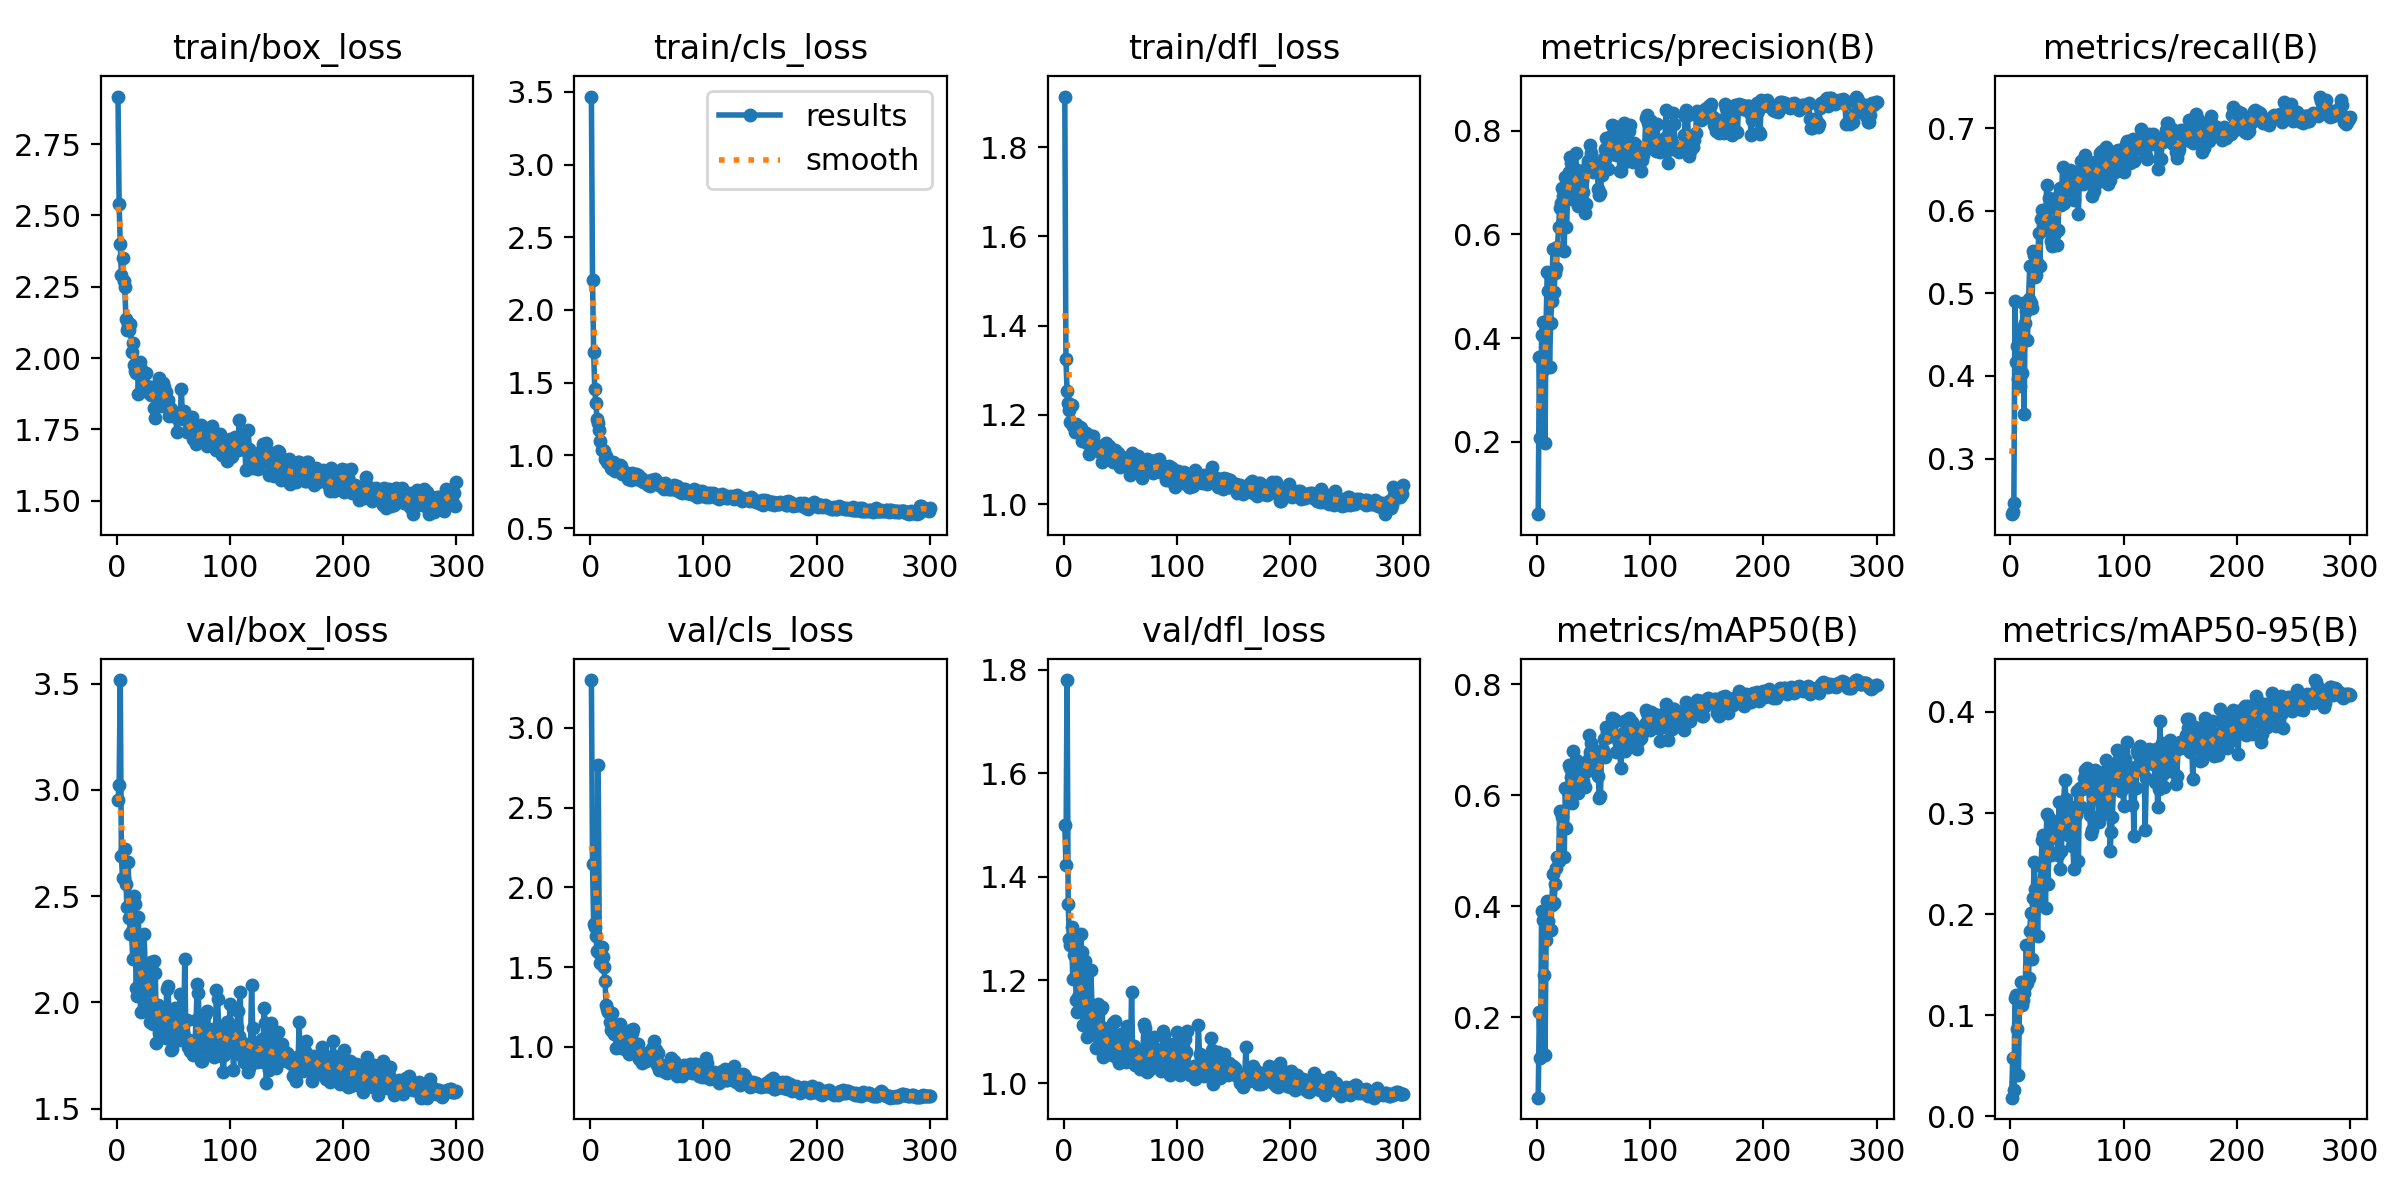 train/box_loss
train/cls_loss
train/dfl_loss
metrics/precision(B)
metrics/recall(B)
2.75
2.50
2.25
2.00
1.75
1.50
0 100 200 300
3.5
3.0
2.5
2.0
1.5
1.0
0.5
results
smooth
0 100 200 300
1.8
1.6
1.4
1.2
1.0
0 100 200 300
0.8
0.6
0.4
0.2
0 100 200 300
0.7
0.6
0.5
0.4
0.3
0 100 200 300
val/box_loss
val/cls_loss
val/dfl_loss
metrics/mAP50(B)
metrics/mAP50-95(B)
3.5
3.0
2.5
2.0
1.5
0 100 200 300
3.0
2.5
2.0
1.5
1.0
0 100 200 300
1.8
1.6
1.4
1.2
1.0
0 100 200 300
0.8
0.6
0.4
0.2
0 100 200 300
0.4
0.3
0.2
0.1
0.0
0 100 200 300